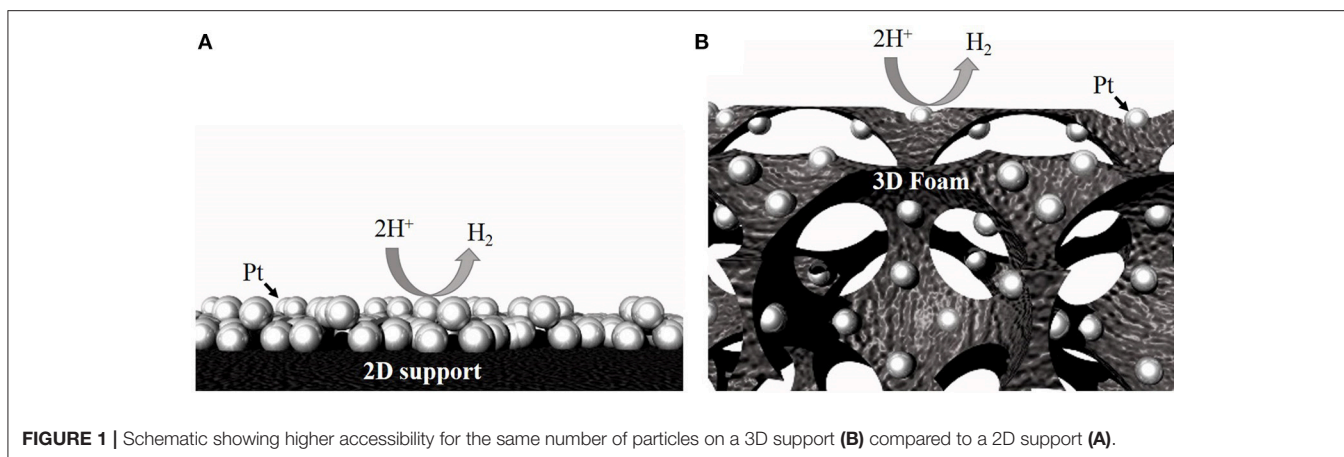 A
2H⁺
H₂
Pt
2D support
B
2H⁺
H₂
Pt
3D Foam
FIGURE 1 | Schematic showing higher accessibility for the same number of particles on a 3D support (B) compared to a 2D support (A).